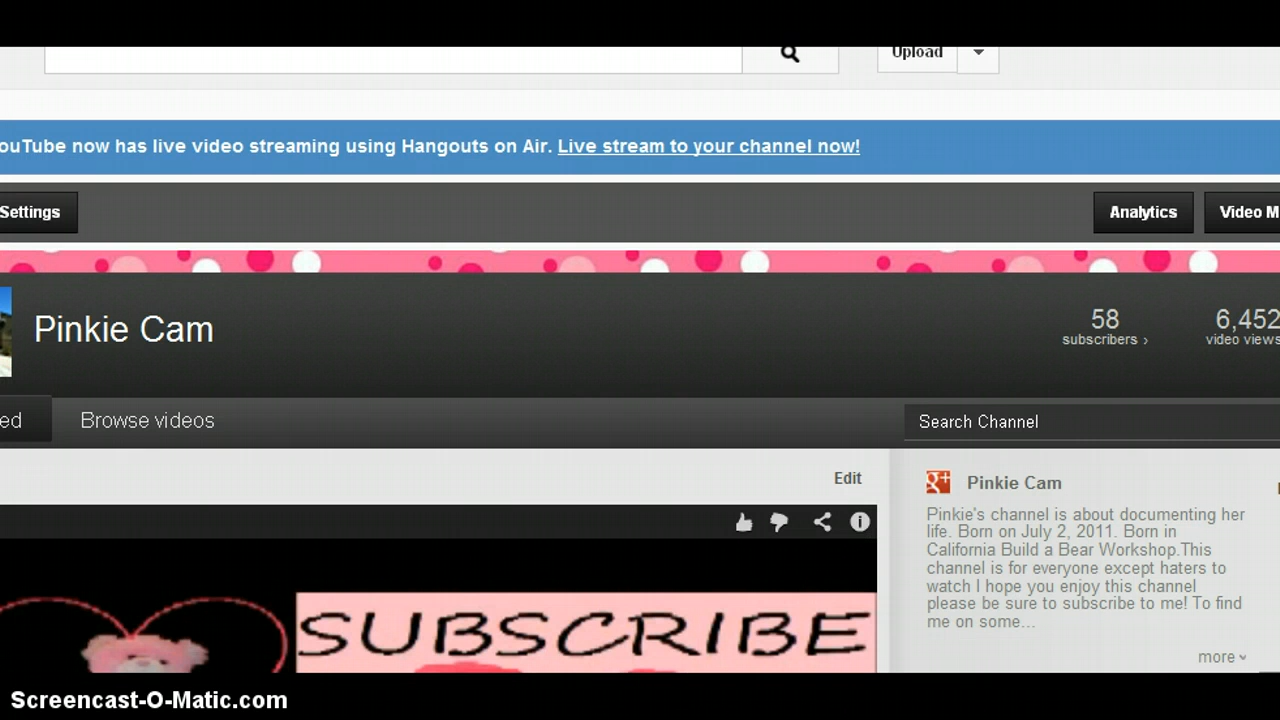 Upload
ouTube now has live video streaming using Hangouts on Air. Live stream to your channel now!
Settings
Analytics
Video M
Pinkie Cam
58
subscribers ›
6,452
video views
ed
Browse videos
Search Channel
Edit
g+
Pinkie Cam
Pinkie's channel is about documenting her
life. Born on July 2, 2011. Born in
California Build a Bear Workshop.This
channel is for everyone except haters to
watch I hope you enjoy this channel
please be sure to subscribe to me! To find
me on some...
more
SUBSCRIBE
Screencast-O-Matic.com